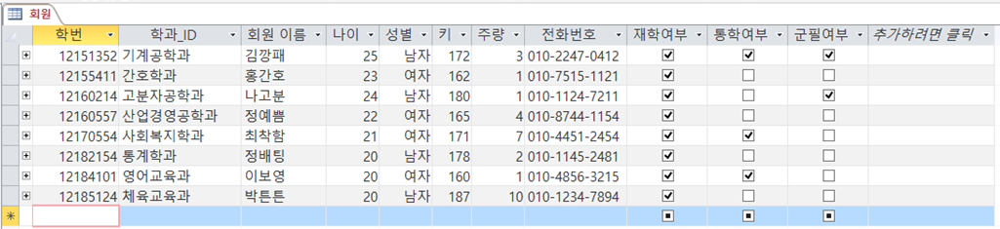 회원
학번 학과_ID 회원 이름 나이 성별 키 주량 전화번호 재학여부 통학여부 군필여부 추가하려면 클릭
12151352 기계공학과 김깡패 25 남자 172 3 010-2247-0412
12155411 간호학과 홍간호 23 여자 162 1 010-7515-1121
12160214 고분자공학과 나고분 24 남자 180 1 010-1124-7211
12160557 산업경영공학과 정예쁨 22 여자 165 4 010-8744-1154
12170554 사회복지학과 최착함 21 여자 171 7 010-4451-2454
12182154 통계학과 정배팅 20 남자 178 2 010-1145-2481
12184101 영어교육과 이보영 20 여자 160 1 010-4856-3215
12185124 체육교육과 박튼튼 20 남자 187 10 010-1234-7894